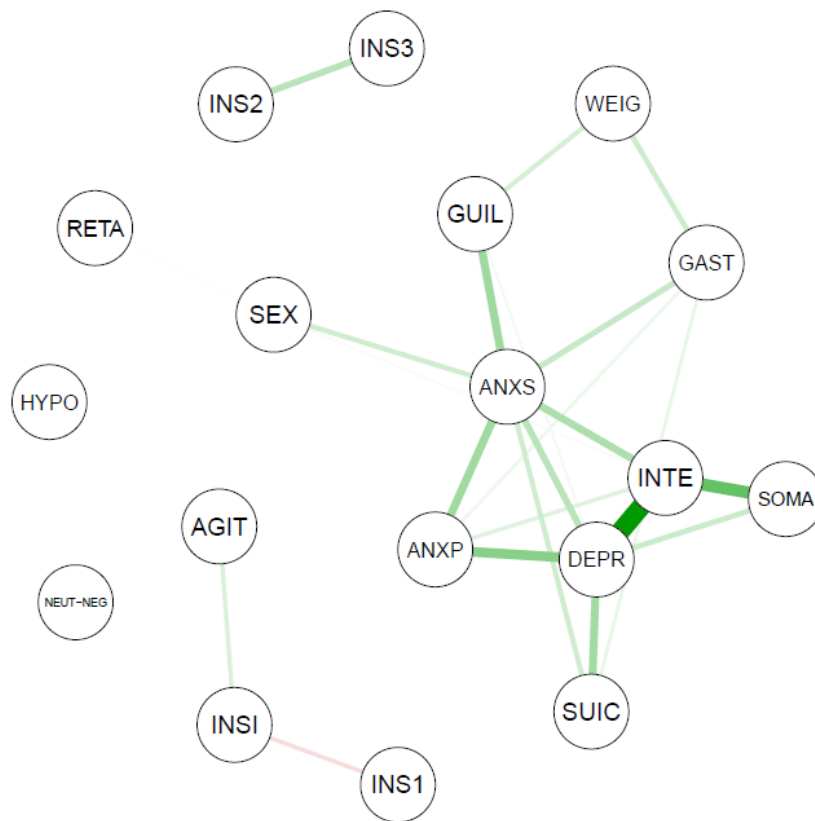 INS3
INS2
WEIG
GUIL
RETA
GAST
SEX
ANXS
HYPO
INTE
SOMA
AGIT
ANXP
DEPR
NEUT-NEG
SUIC
INSI
INS1